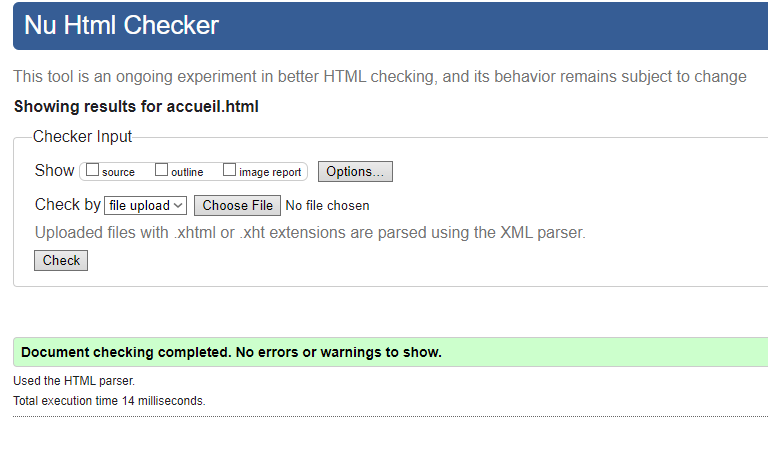 Nu Html Checker
This tool is an ongoing experiment in better HTML checking, and its behavior remains subject to change
Showing results for accueil.html
Checker Input
Show source outline image report Options...
Check by file upload Choose File No file chosen
Uploaded files with .xhtml or .xht extensions are parsed using the XML parser.
Check
Document checking completed. No errors or warnings to show.
Used the HTML parser.
Total execution time 14 milliseconds.